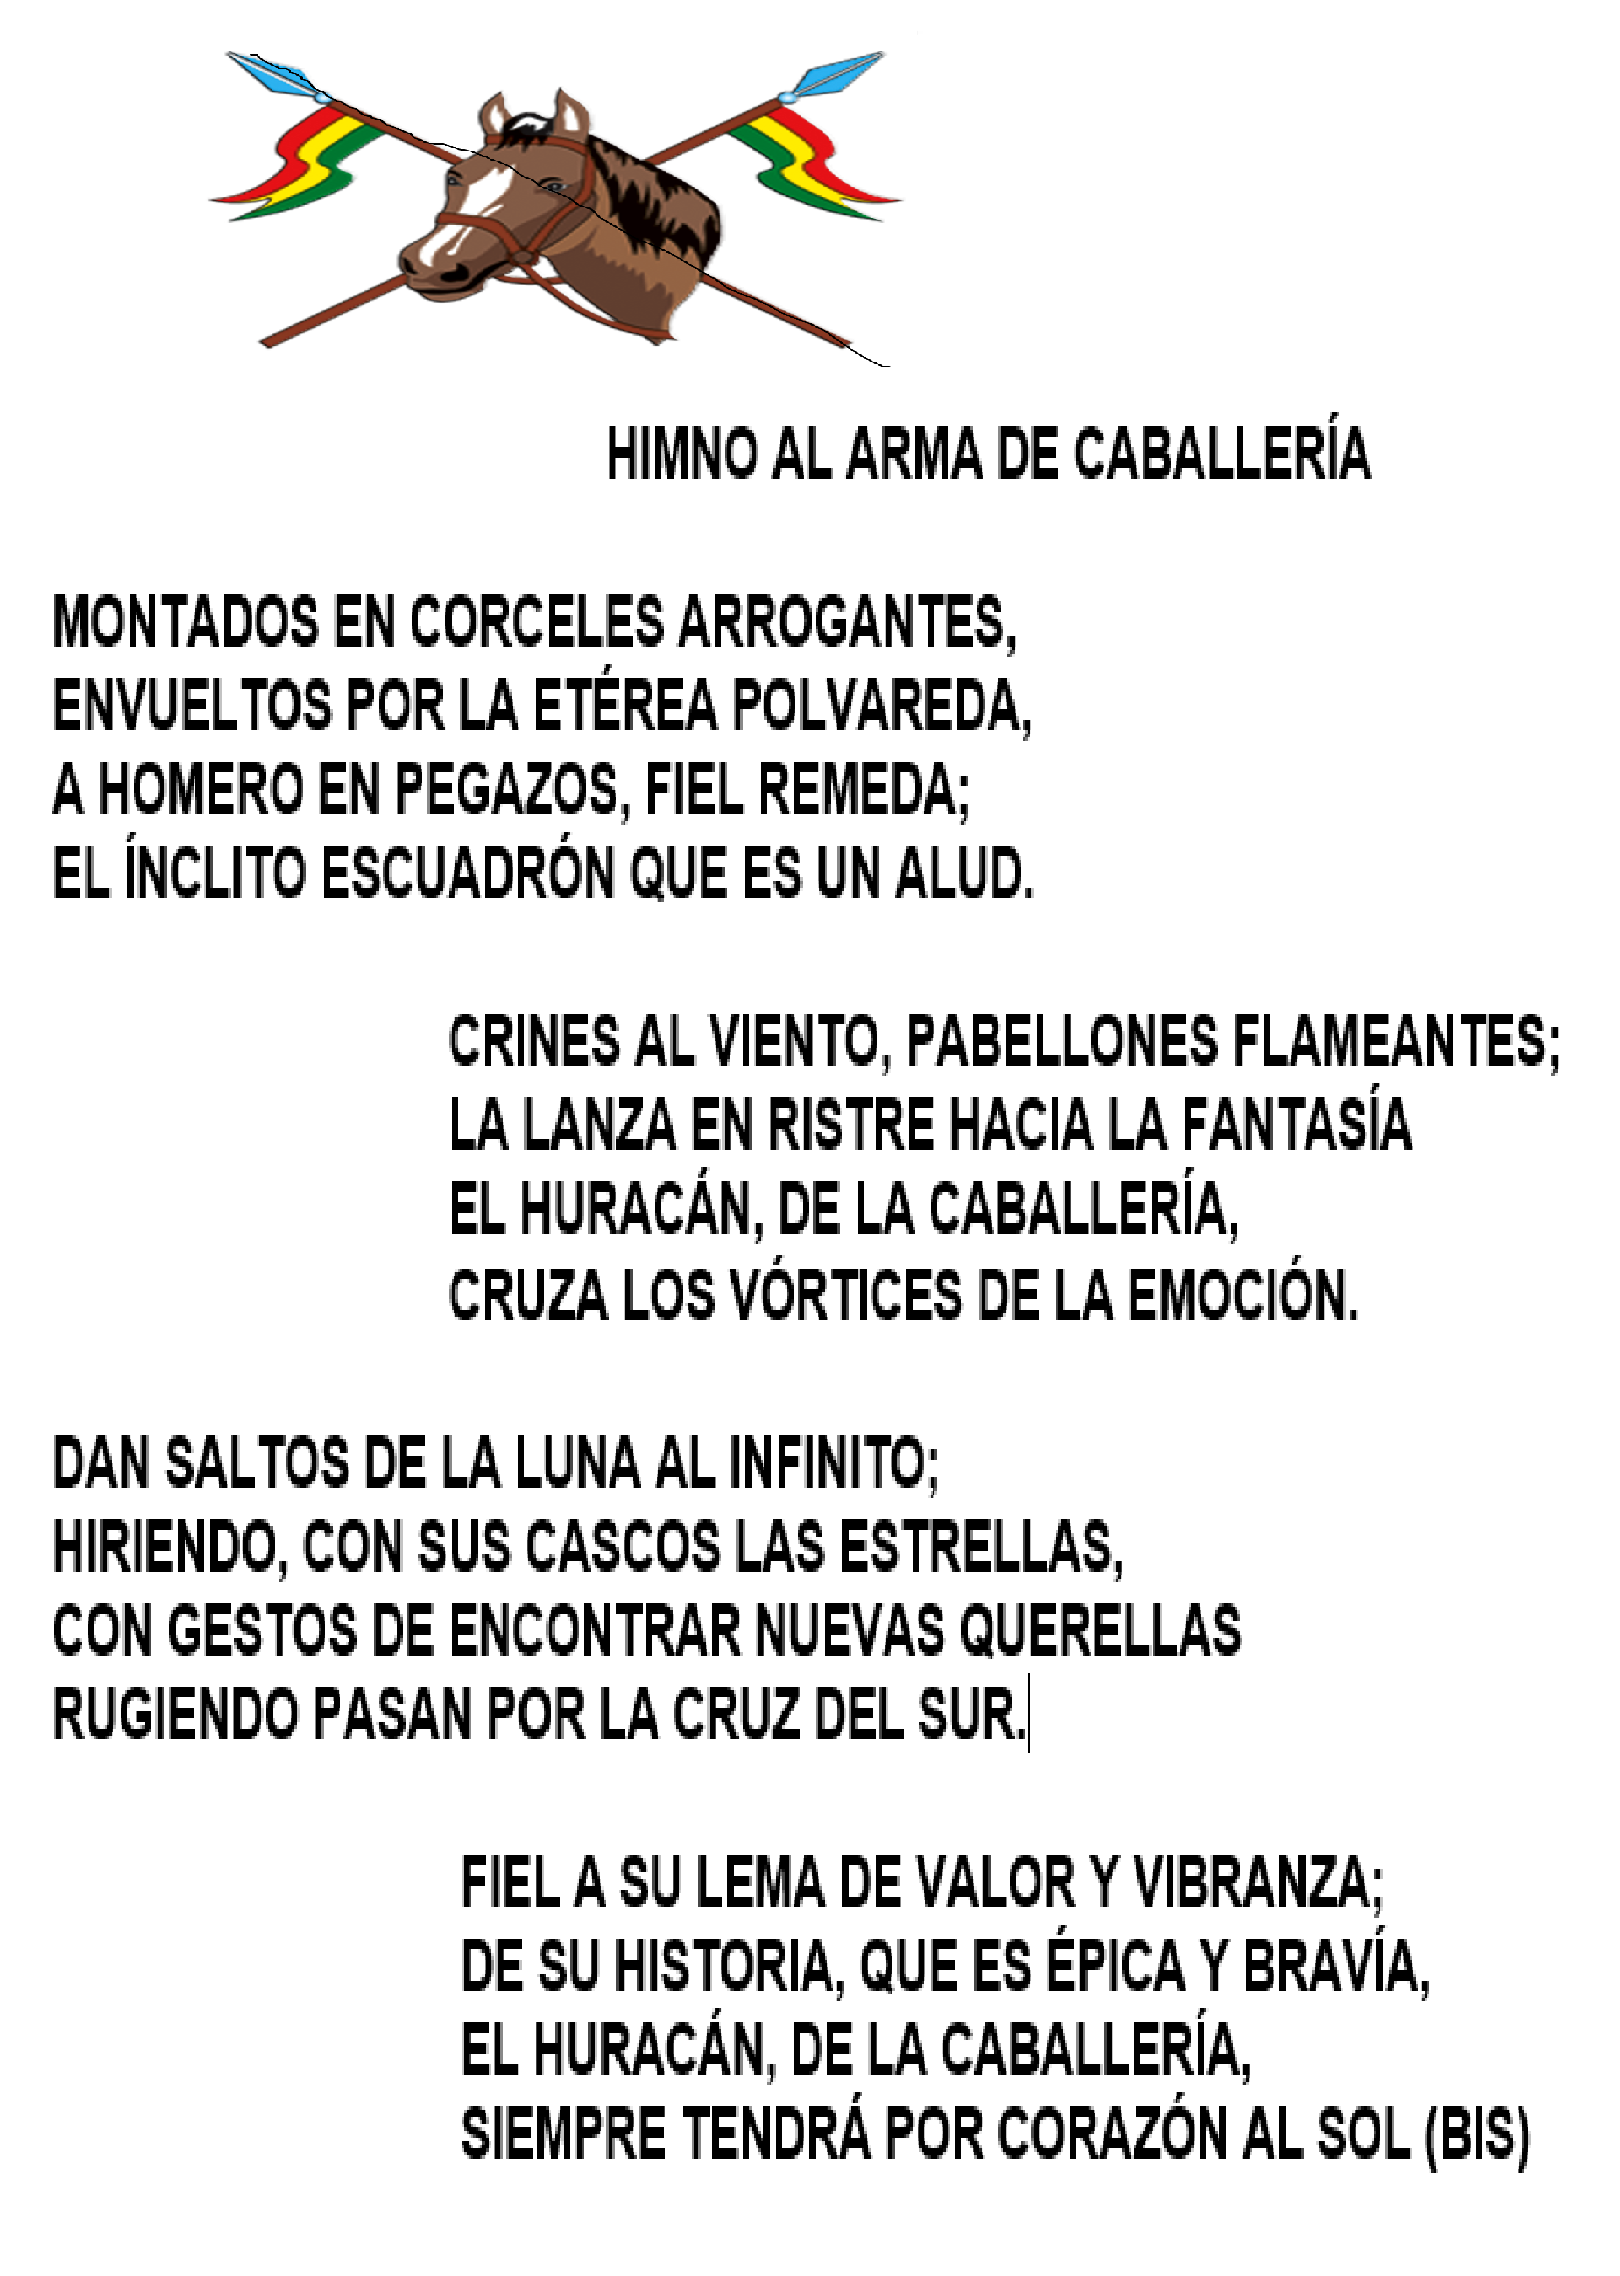 HIMNO AL ARMA DE CABALLERÍA
MONTADOS EN CORCELES ARROGANTES,
ENVUELTOS POR LA ETÉREA POLVAREDA,
A HOMERO EN PEGAZOS, FIEL REMEDA;
EL ÍNCLITO ESCUADRÓN QUE ES UN ALUD.
CRINES AL VIENTO, PABELLONES FLAMEANTES;
LA LANZA EN RISTRE HACIA LA FANTASÍA
EL HURACÁN, DE LA CABALLERÍA,
CRUZA LOS VÓRTICES DE LA EMOCIÓN.
DAN SALTOS DE LA LUNA AL INFINITO;
HIRIENDO, CON SUS CASCOS LAS ESTRELLAS,
CON GESTOS DE ENCONTRAR NUEVAS QUERELLAS
RUGIENDO PASAN POR LA CRUZ DEL SUR.
FIEL A SU LEMA DE VALOR Y VIBRANZA;
DE SU HISTORIA, QUE ES ÉPICA Y BRAVÍA,
EL HURACÁN, DE LA CABALLERÍA,
SIEMPRE TENDRÁ POR CORAZÓN AL SOL (BIS)